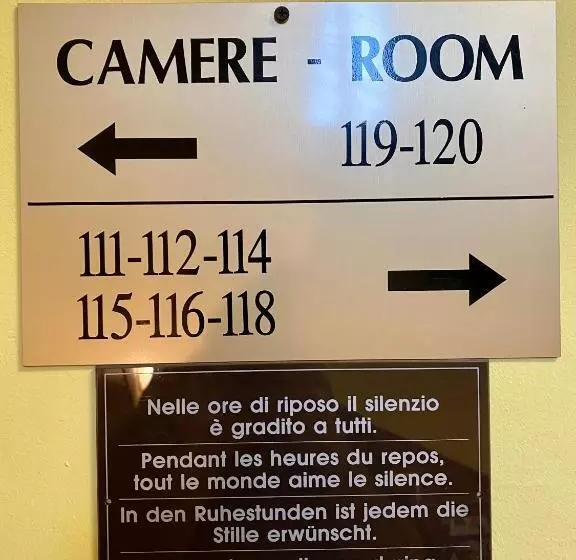 CAMERE - ROOM
119-120
111-112-114
115-116-118
Nelle ore di riposo il silenzio
è gradito a tutti.
Pendant les heures du repos,
tout le monde aime le silence.
In den Ruhestunden ist jedem die
Stille erwünscht.